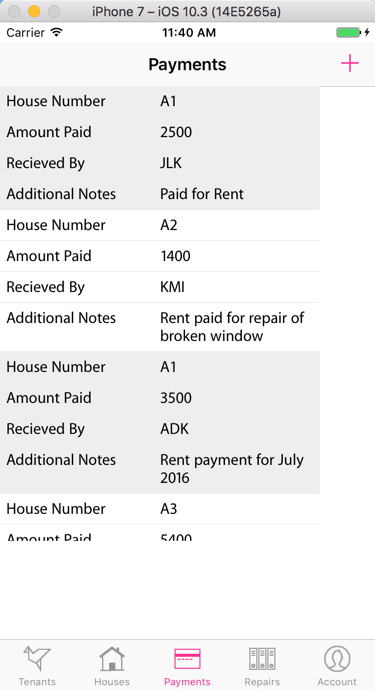 iPhone 7 – iOS 10.3 (14E5265a)
Carrier 11:40 AM
Payments +
House Number A1
Amount Paid 2500
Recieved By JLK
Additional Notes Paid for Rent
House Number A2
Amount Paid 1400
Recieved By KMI
Additional Notes Rent paid for repair of
broken window
House Number A1
Amount Paid 3500
Recieved By ADK
Additional Notes Rent payment for July
2016
House Number A3
Amount Paid 5400
Tenants Houses Payments Repairs Account